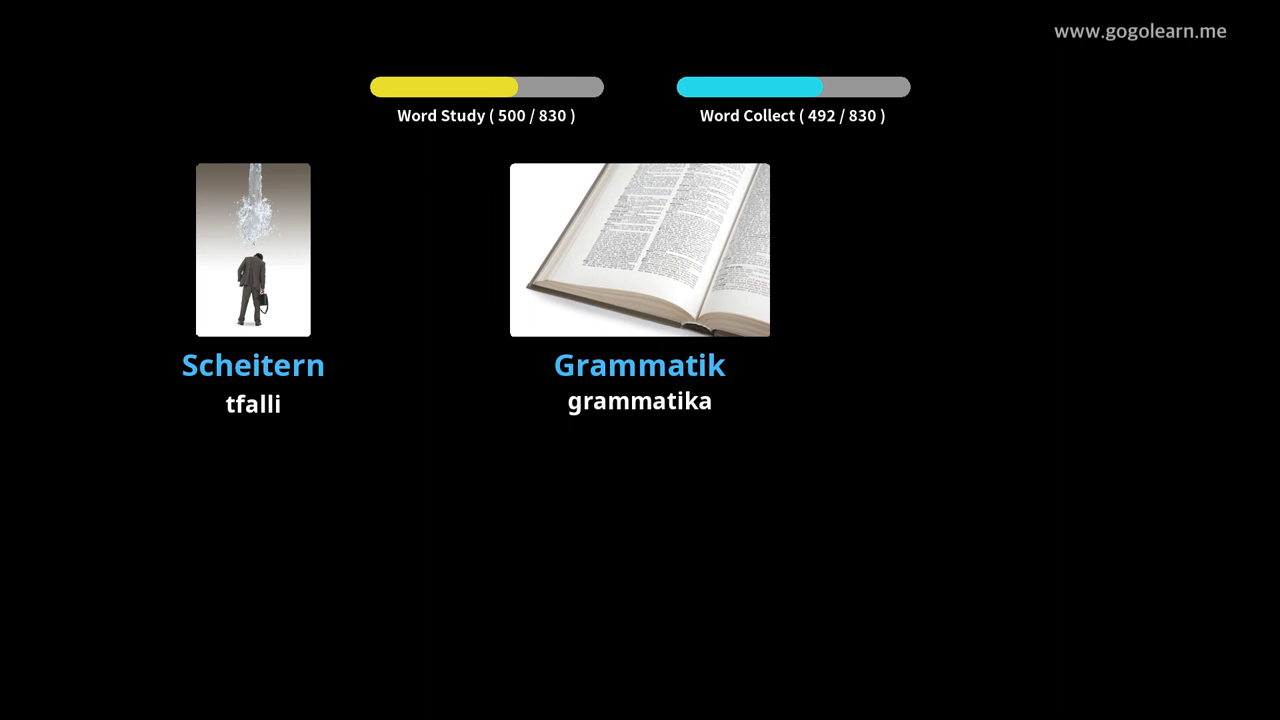 www.gogolearn.me
Word Study ( 500 / 830 )
Word Collect ( 492 / 830 )
Scheitern
tfalli
Grammatik
grammatika